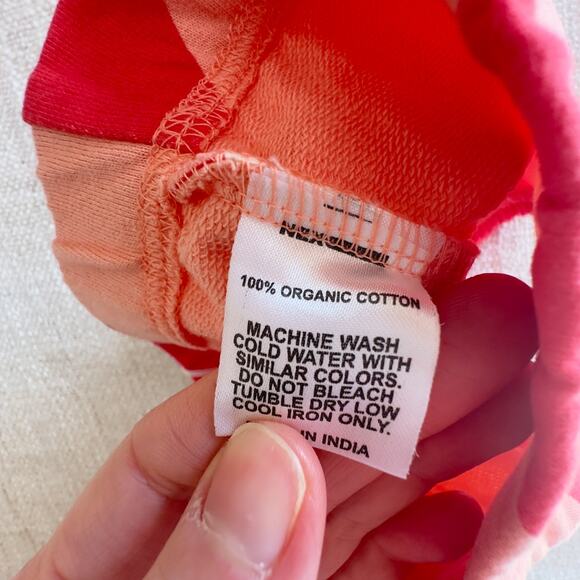 100% ORGANIC COTTON
MACHINE WASH
COLD WATER WITH
SIMILAR COLORS.
DO NOT BLEACH
TUMBLE DRY LOW
COOL IRON ONLY.
IN INDIA